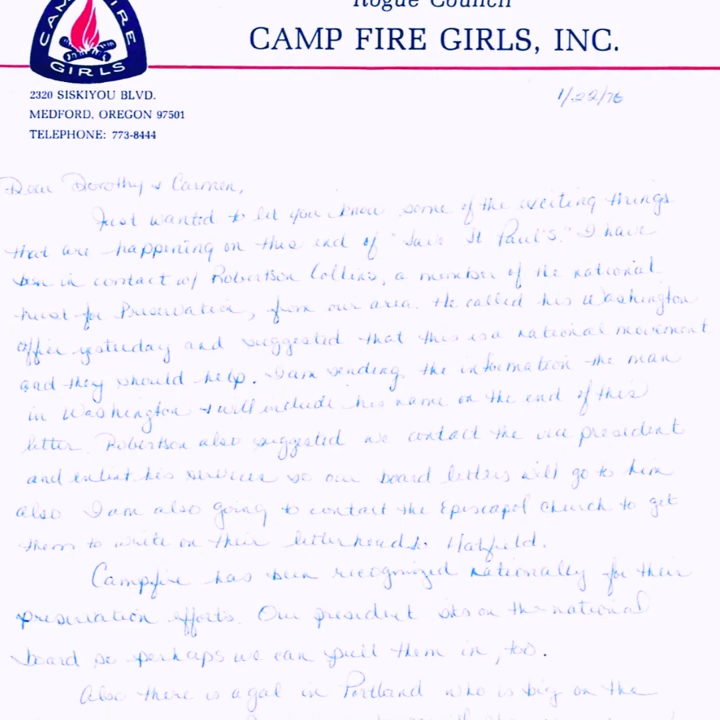 CAMP FIRE
GIRLS
Rogue Council
CAMP FIRE GIRLS, INC.
2320 SISKIYOU BLVD.
MEDFORD, OREGON 97501
TELEPHONE: 773-8444
1/22/76
Dear Dorothy & Carmen,
Just wanted to let you know some of the exciting things
that are happening on this end of "Save St Paul's." I have
been in contact w/ Robertson Collins, a member of the national
trust for Preservation, from our area. He called his Washington
office yesterday and suggested that this is a national movement
and they should help. I am sending the information the man
in Washington & will include his name on the end of this
letter. Robertson also suggested we contact the vice president
and enlist his services so our board letters will go to him
also. I am also going to contact the Episcapol Church to get
them to write on their letterhead to Hatfield.
Campfire has been recognized nationally for their
preservation efforts. Our president sits on the national
board so perhaps we can pull them in, too.
Also there is a gal in Portland who is big on the